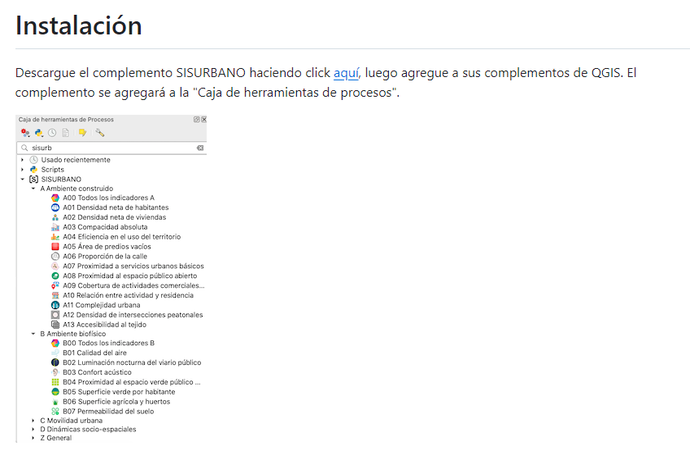 Instalación
Descargue el complemento SISURBANO haciendo click aquí, luego agregue a sus complementos de QGIS. El
complemento se agregará a la "Caja de herramientas de procesos".
Caja de herramientas de Procesos
sisurb
Usado recientemente
Scripts
SISURBANO
A Ambiente construido
A00 Todos los indicadores A
A01 Densidad neta de habitantes
A02 Densidad neta de viviendas
A03 Compacidad absoluta
A04 Eficiencia en el uso del territorio
A05 Área de predios vacíos
A06 Proporción de la calle
A07 Proximidad a servicios urbanos básicos
A08 Proximidad al espacio público abierto
A09 Cobertura de actividades comerciales...
A10 Relación entre actividad y residencia
A11 Complejidad urbana
A12 Densidad de intersecciones peatonales
A13 Accesibilidad al tejido
B Ambiente biofísico
B00 Todos los indicadores B
B01 Calidad del aire
B02 Luminación nocturna del viario público
B03 Confort acústico
B04 Proximidad al espacio verde público ...
B05 Superficie verde por habitante
B06 Superficie agrícola y huertos
B07 Permeabilidad del suelo
C Movilidad urbana
D Dinámicas socio-espaciales
Z General